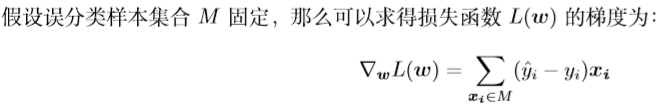 假设误分类样本集合 M 固定，那么可以求得损失函数 L(w) 的梯度为：
∇_w L(w) = ∑_{x_i∈M} (ŷ_i − y_i)x_i